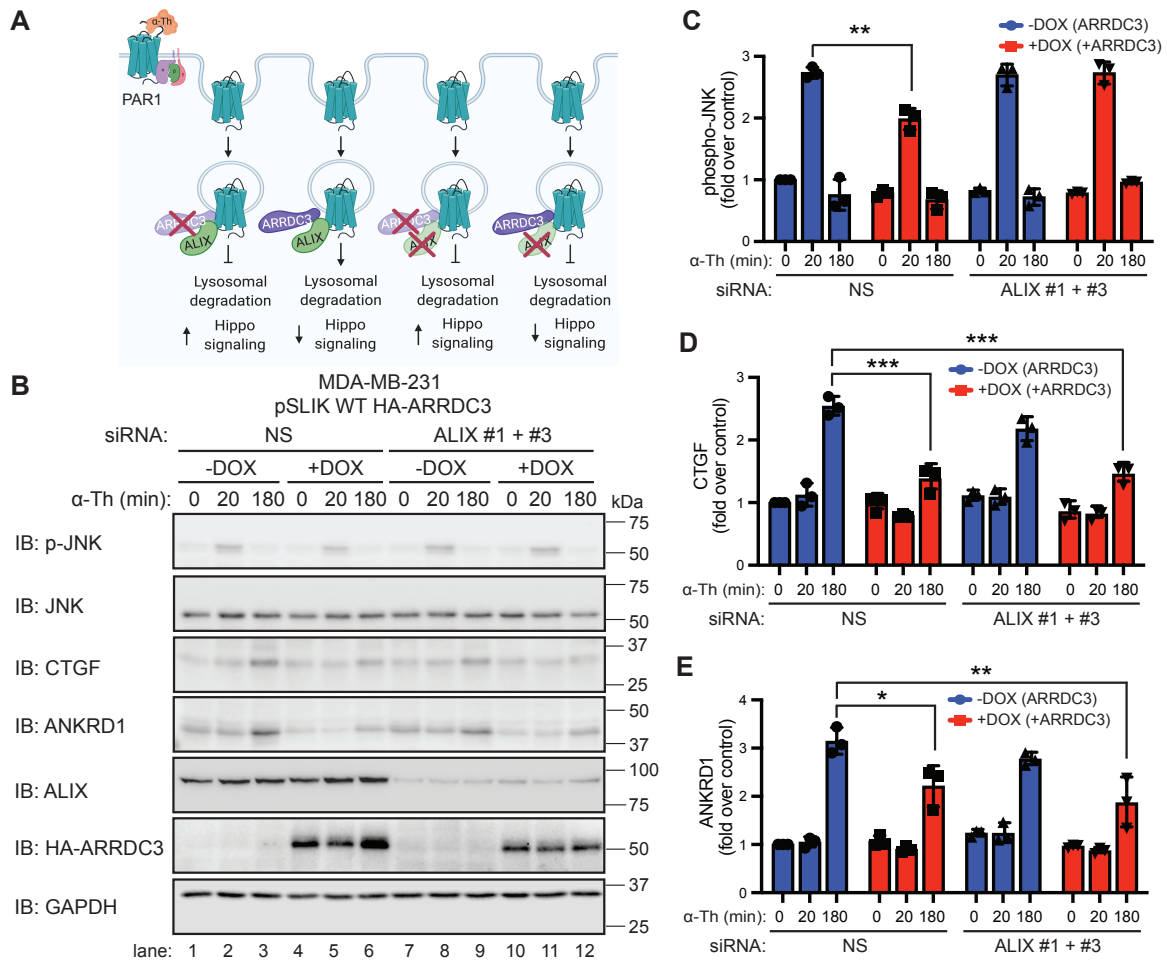 A
α-Th
PAR1
β γ
ARRDC3 ARRDC3 ARRDC3 ARRDC3
ALIX ALIX ALIX ALIX
Lysosomal Lysosomal Lysosomal Lysosomal
degradation degradation degradation degradation
Hippo Hippo Hippo Hippo
signaling signaling signaling signaling
B
MDA-MB-231
pSLIK WT HA-ARRDC3
siRNA: NS ALIX #1 + #3
-DOX +DOX -DOX +DOX
α-Th (min): 0 20 180 0 20 180 0 20 180 0 20 180 kDa
IB: p-JNK 75 50
IB: JNK 75 50
IB: CTGF 37 25
IB: ANKRD1 50 37
IB: ALIX 100 75
IB: HA-ARRDC3 50
IB: GAPDH 37 25
lane: 1 2 3 4 5 6 7 8 9 10 11 12
C
-DOX (ARRDC3)
+DOX (+ARRDC3)
**
phospho-JNK
(fold over control)
3
2
1
0
α-Th (min): 0 20 180 0 20 180 0 20 180 0 20 180
siRNA: NS ALIX #1 + #3
D
-DOX (ARRDC3)
+DOX (+ARRDC3)
***
***
CTGF
(fold over control)
3
2
1
0
α-Th (min): 0 20 180 0 20 180 0 20 180 0 20 180
siRNA: NS ALIX #1 + #3
E
-DOX (ARRDC3)
+DOX (+ARRDC3)
**
*
ANKRD1
(fold over control)
4
3
2
1
0
α-Th (min): 0 20 180 0 20 180 0 20 180 0 20 180
siRNA: NS ALIX #1 + #3